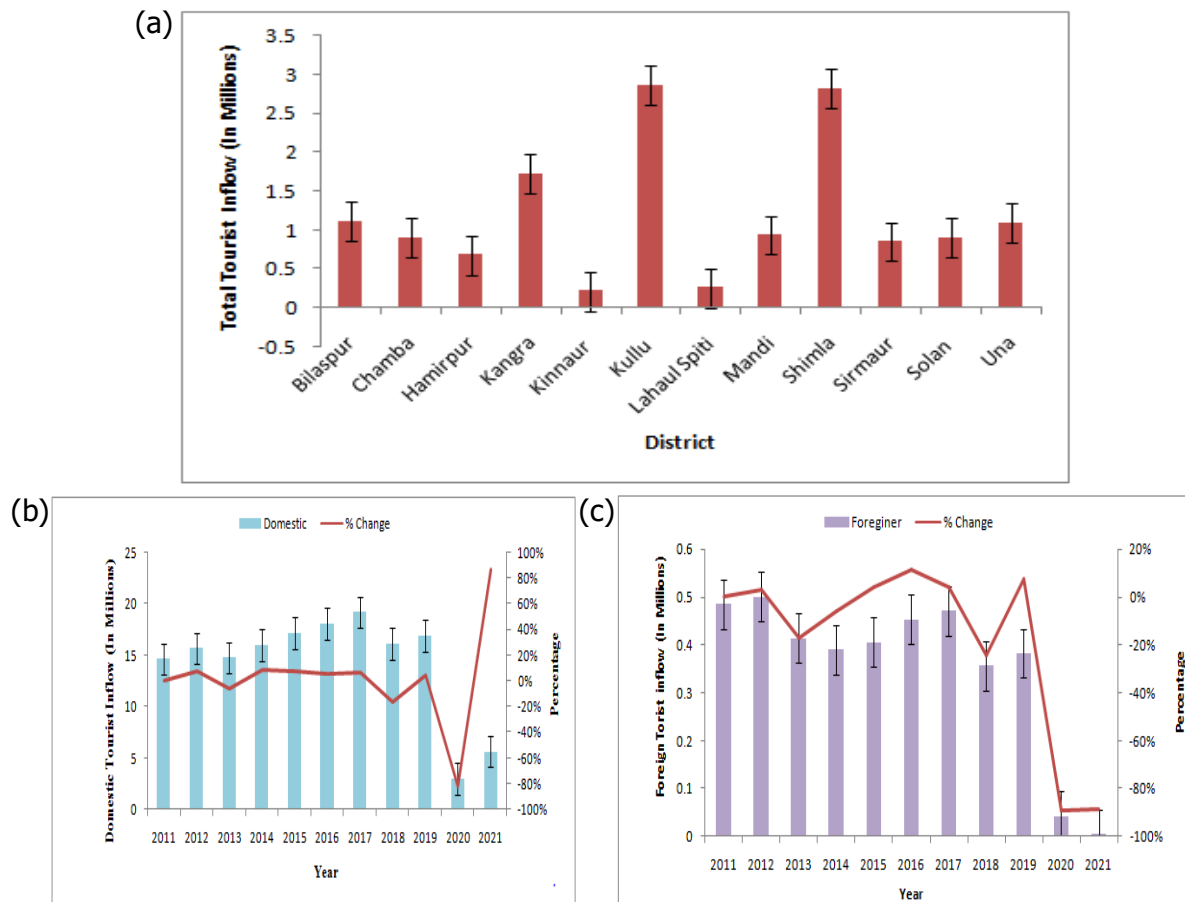 (a)
Total Tourist Inflow (In Millions)
3.5
3
2.5
2
1.5
1
0.5
0
-0.5
Bilaspur
Chamba
Hamirpur
Kangra
Kinnaur
Kullu
Lahaul Spiti
Mandi
Shimla
Sirmaur
Solan
Una
District
(b)
Domestic % Change
Domestic Tourist Inflow (In Millions)
25
20
15
10
5
0
100%
80%
60%
40%
20%
0%
-20%
-40%
-60%
-80%
-100%
Percentage
2011 2012 2013 2014 2015 2016 2017 2018 2019 2020 2021
Year
(c)
Foreginer % Change
Foreign Torist inflow (In Millions)
0.6
0.5
0.4
0.3
0.2
0.1
0
20%
0%
-20%
-40%
-60%
-80%
-100%
Percentage
2011 2012 2013 2014 2015 2016 2017 2018 2019 2020 2021
Year